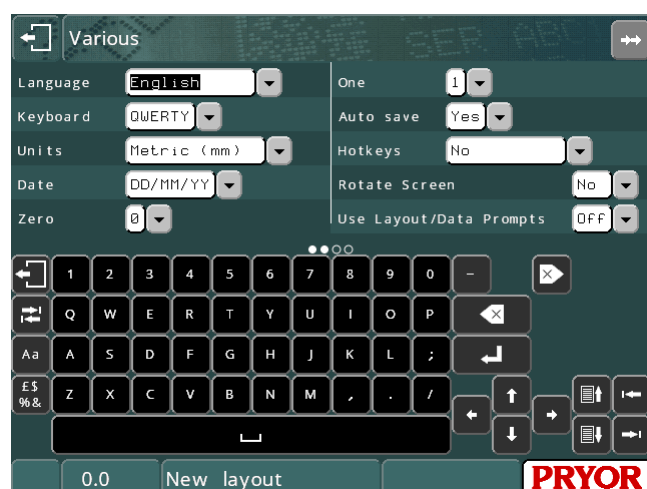 Various
Language English
Keyboard QWERTY
Units Metric (mm)
Date DD/MM/YY
Zero 0
One 1
Auto save Yes
Hotkeys No
Rotate Screen No
Use Layout/Data Prompts Off
1 2 3 4 5 6 7 8 9 0 -
Q W E R T Y U I O P
Aa A S D F G H J K L ;
£$
%& Z X C V B N M , . /
0.0 New layout PRYOR